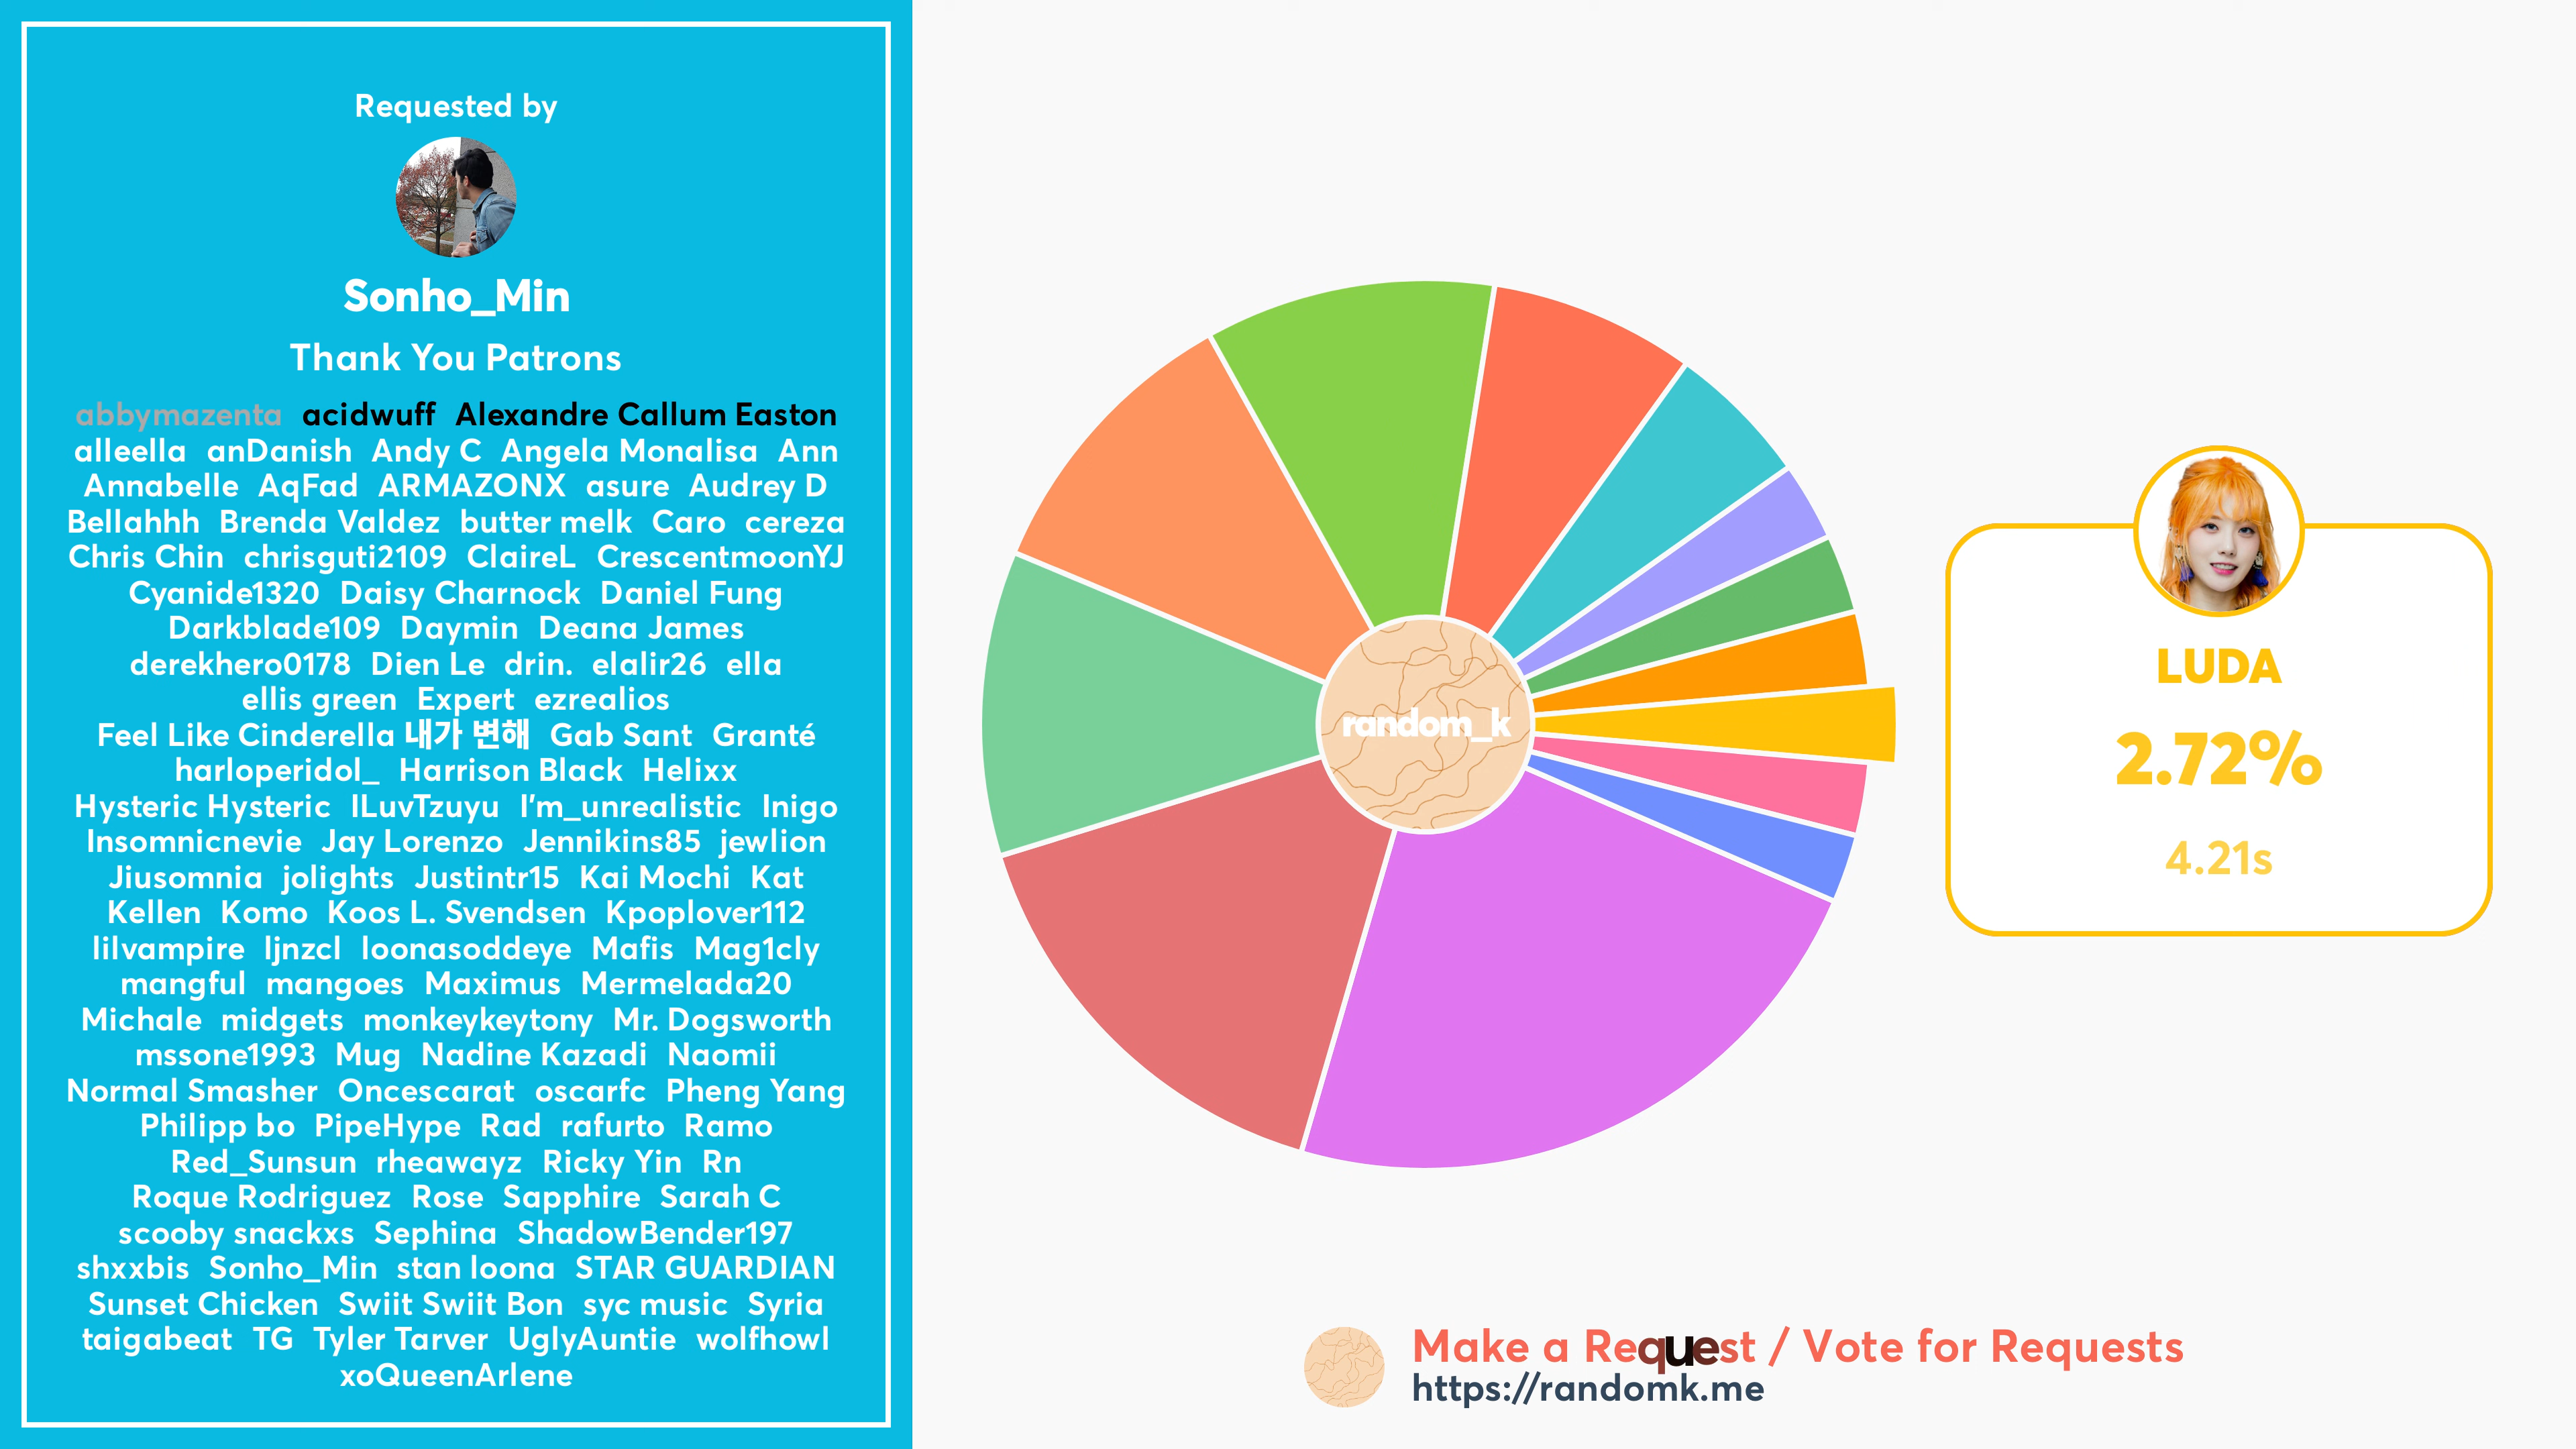 Requested by
Sonho_Min
Thank You Patrons
abbymazenta acidwuff Alexandre Callum Easton
alleella anDanish Andy C Angela Monalisa Ann
Annabelle AqFad ARMAZONX asure Audrey D
Bellahhh Brenda Valdez butter melk Caro cereza
Chris Chin chrisguti2109 ClaireL CrescentmoonYJ
Cyanide1320 Daisy Charnock Daniel Fung
Darkblade109 Daymin Deana James
derekhero0178 Dien Le drin. elalir26 ella
ellis green Expert ezrealios
Feel Like Cinderella 내가 변해 Gab Sant Granté
harloperidol_ Harrison Black Helixx
Hysteric Hysteric ILuvTzuyu I'm_unrealistic Inigo
Insomnicnevie Jay Lorenzo Jennikins85 jewlion
Jiusomnia jolights Justintr15 Kai Mochi Kat
Kellen Komo Koos L. Svendsen Kpoplover112
lilvampire ljnzcl loonasoddeye Mafis Mag1cly
mangful mangoes Maximus Mermelada20
Michale midgets monkeykeytony Mr. Dogsworth
mssone1993 Mug Nadine Kazadi Naomii
Normal Smasher Oncescarat oscarfc Pheng Yang
Philipp bo PipeHype Rad rafurto Ramo
Red_Sunsun rheawayz Ricky Yin Rn
Roque Rodriguez Rose Sapphire Sarah C
scooby snackxs Sephina ShadowBender197
shxxbis Sonho_Min stan loona STAR GUARDIAN
Sunset Chicken Swiit Swiit Bon syc music Syria
taigabeat TG Tyler Tarver UglyAuntie wolfhowl
xoQueenArlene
random_k
LUDA
2.72%
4.21s
Make a Request / Vote for Requests
https://randomk.me